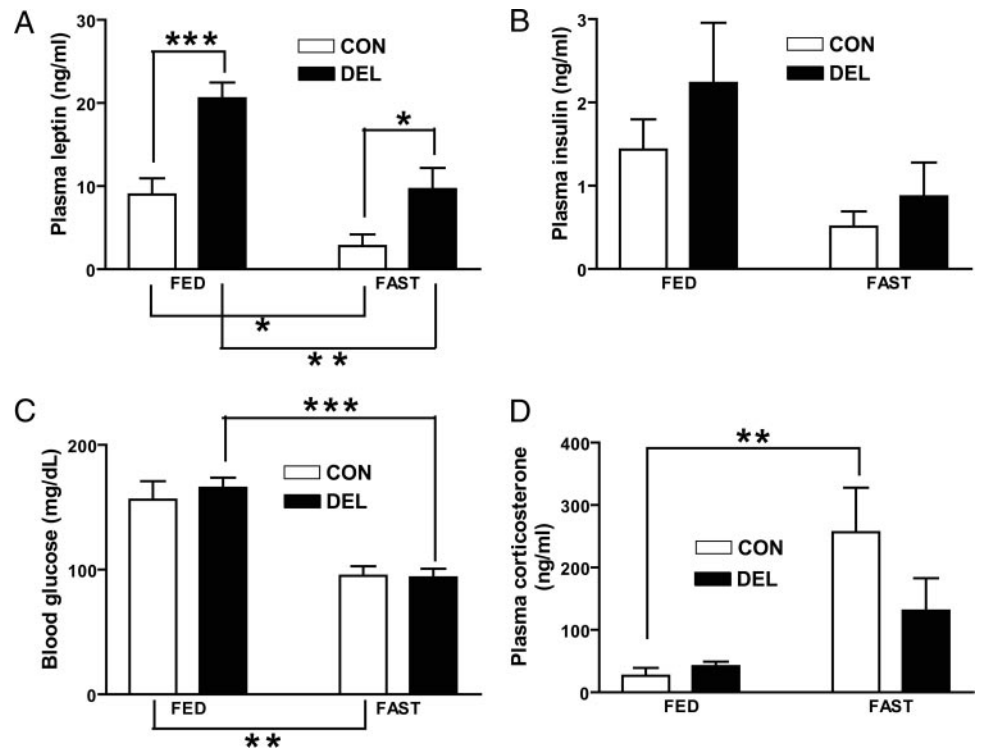 A
Plasma leptin (ng/ml)
30
20
10
0
***
*
CON
DEL
FED
FAST
*
**
B
Plasma insulin (ng/ml)
3
2
1
0
CON
DEL
FED
FAST
C
Blood glucose (mg/dL)
200
100
0
***
CON
DEL
FED
FAST
**
D
Plasma corticosterone
(ng/ml)
400
300
200
100
0
**
CON
DEL
FED
FAST